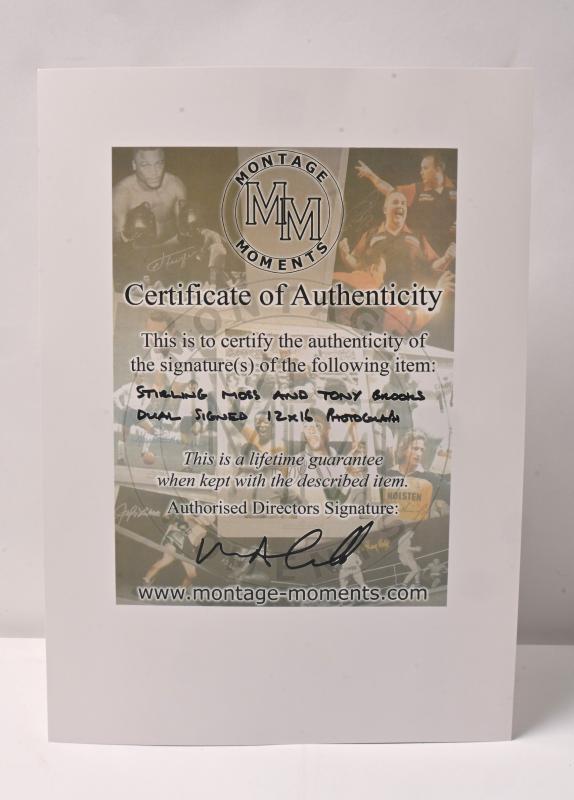 MONTAGE
MM
MOMENTS
Certificate of Authenticity
This is to certify the authenticity of
the signature(s) of the following item:
STIRLING MOSS AND TONY BROOKS
DUAL SIGNED 12x16 PHOTOGRAPH
This is a lifetime guarantee
when kept with the described item.
HOLSTEN
Authorised Directors Signature:
www.montage-moments.com